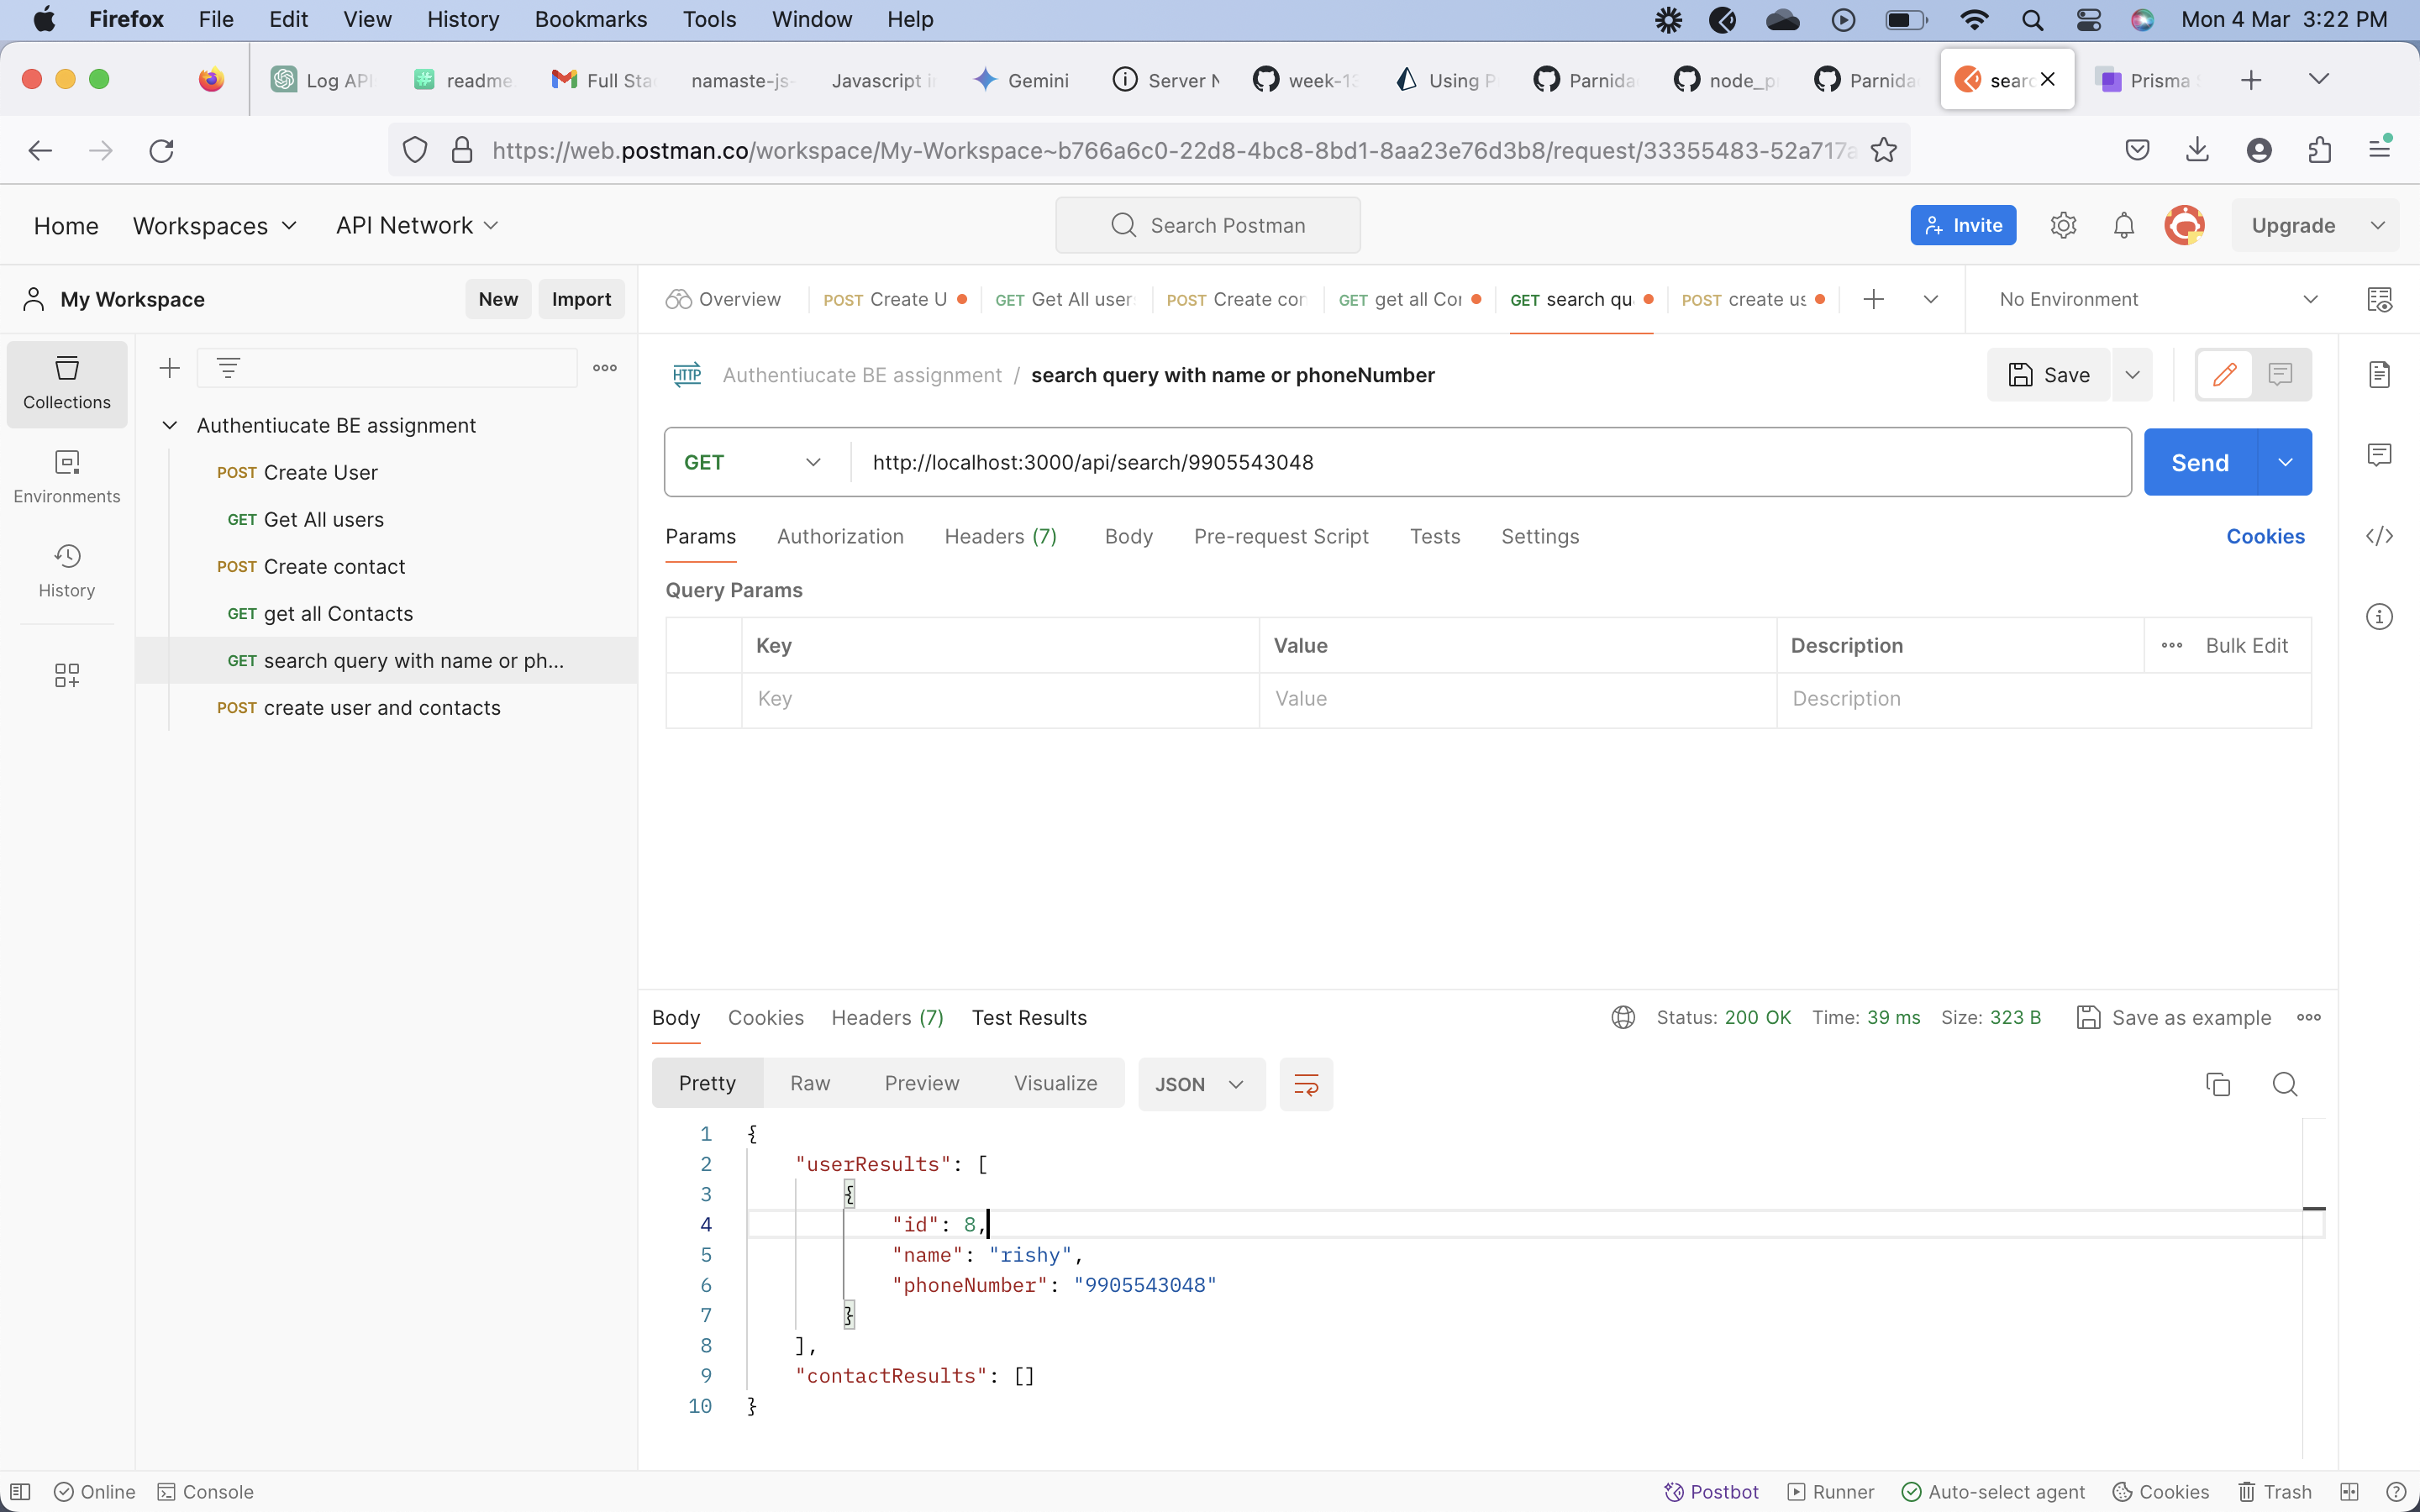 Firefox File Edit View History Bookmarks Tools Window Help Mon 4 Mar 3:22 PM
Log API readme Full Sta namaste-js- Javascript i Gemini Server N week-13 Using P Parnida node_p Parnida sear Prisma S
https://web.postman.co/workspace/My-Workspace~b766a6c0-22d8-4bc8-8bd1-8aa23e76d3b8/request/33355483-52a717a
Home Workspaces API Network Search Postman Invite Upgrade
My Workspace New Import Overview POST Create U GET Get All user POST Create cor GET get all Cor GET search qu POST create us No Environment
Collections
Environments
History
Authentiucate BE assignment
POST Create User
GET Get All users
POST Create contact
GET get all Contacts
GET search query with name or ph...
POST create user and contacts
HTTP Authentiucate BE assignment / search query with name or phoneNumber Save
GET http://localhost:3000/api/search/9905543048 Send
Params Authorization Headers (7) Body Pre-request Script Tests Settings Cookies
Query Params
Key Value Description Bulk Edit
Key Value Description
Body Cookies Headers (7) Test Results Status: 200 OK Time: 39 ms Size: 323 B Save as example
Pretty Raw Preview Visualize JSON
1 {
2 "userResults": [
3 {
4 "id": 8,
5 "name": "rishy",
6 "phoneNumber": "9905543048"
7 }
8 ],
9 "contactResults": []
10 }
Online Console Postbot Runner Auto-select agent Cookies Trash